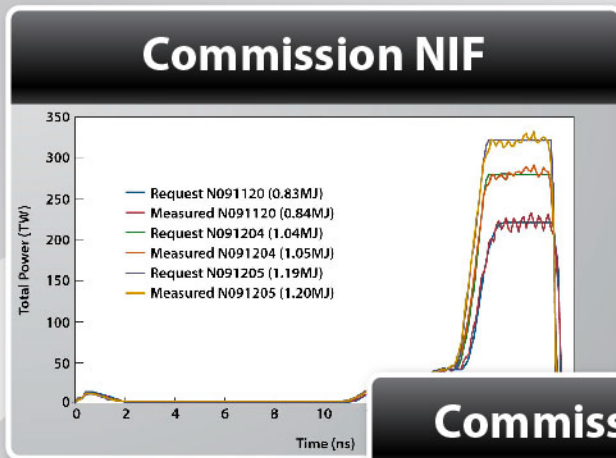 Commission NIF
350
300
250
200
150
100
50
0
Total Power (TW)
Request N091120 (0.83MJ)
Measured N091120 (0.84MJ)
Request N091204 (1.04MJ)
Measured N091204 (1.05MJ)
Request N091205 (1.19MJ)
Measured N091205 (1.20MJ)
0 2 4 6 8 10
Time (ns)
Commiss